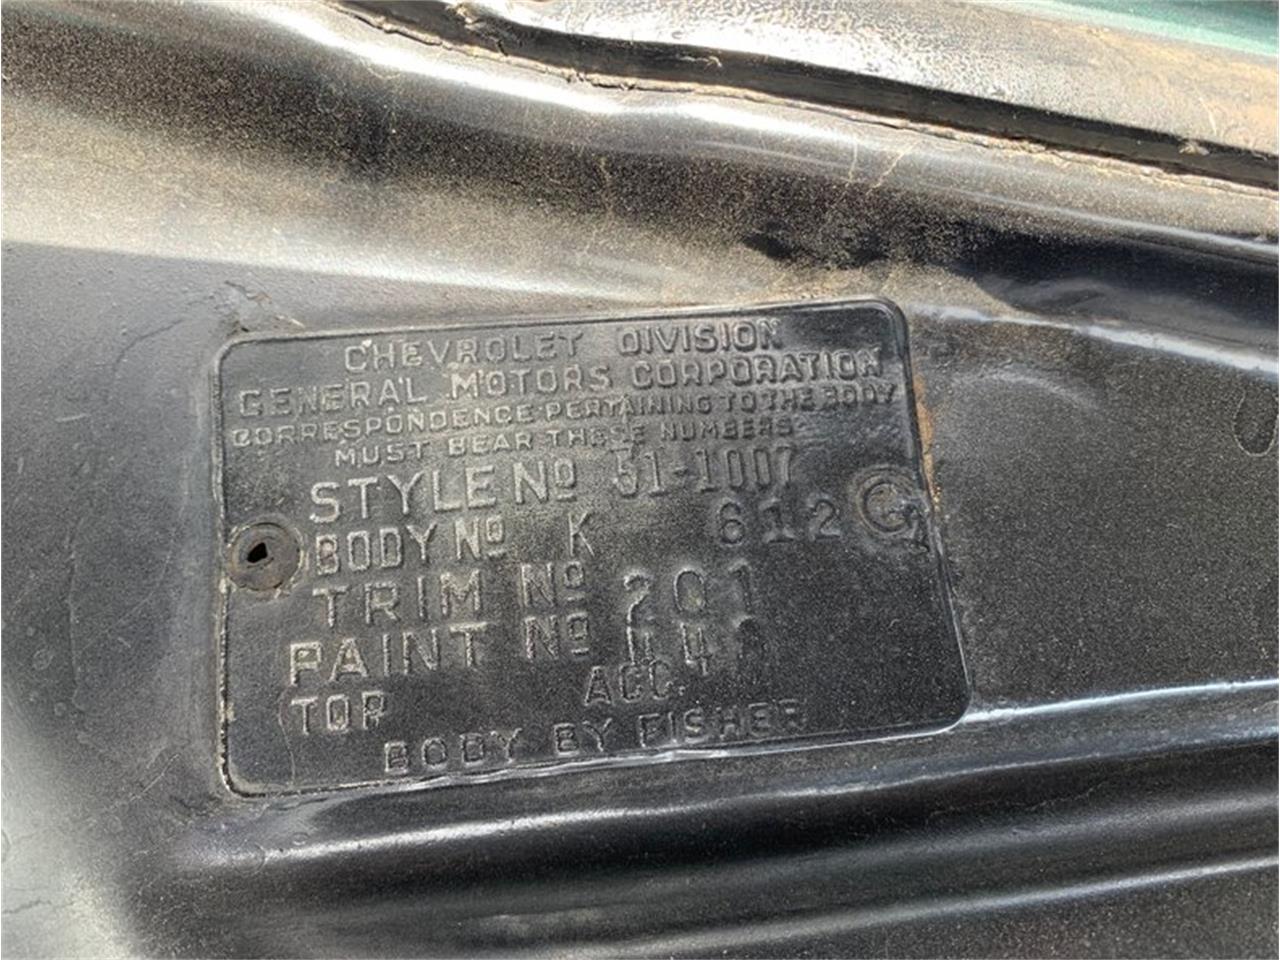 CHEVROLET DIVISION
GENERAL MOTORS CORPORATION
CORRESPONDENCE PERTAINING TO THE BODY
MUST BEAR THESE NUMBERS
STYLE Nº 51-1007
BODY Nº K 612
TRIM Nº 201
PAINT Nº
TOP ACC.
BODY BY FISHER